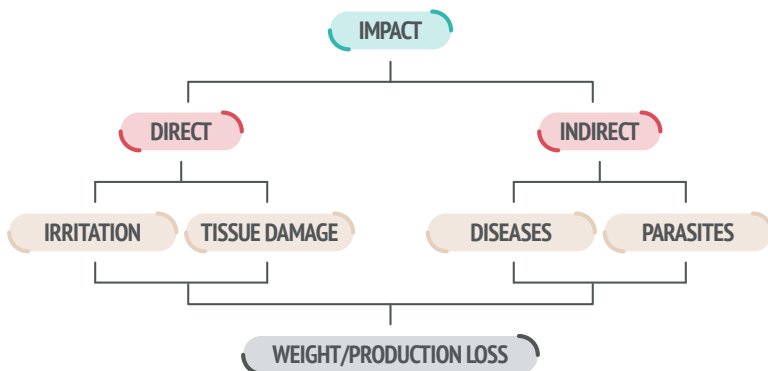 IMPACT
DIRECT
INDIRECT
IRRITATION
TISSUE DAMAGE
DISEASES
PARASITES
WEIGHT/PRODUCTION LOSS